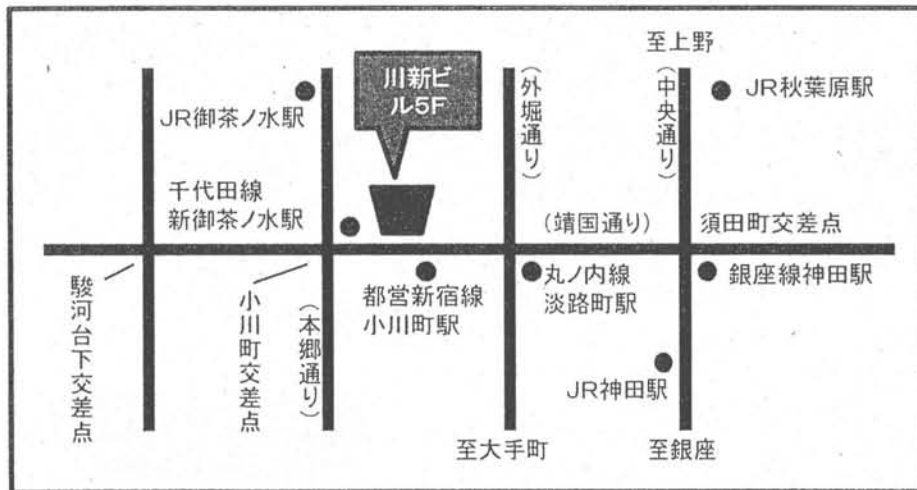 至上野
川新ビ
ル5F
(外堀通り)
(中央通り)
JR秋葉原駅
JR御茶ノ水駅
千代田線
新御茶ノ水駅
(靖国通り)
須田町交差点
駿河台下交差点
小川町交差点
(本郷通り)
都営新宿線
小川町駅
丸ノ内線
淡路町駅
銀座線神田駅
JR神田駅
至大手町
至銀座